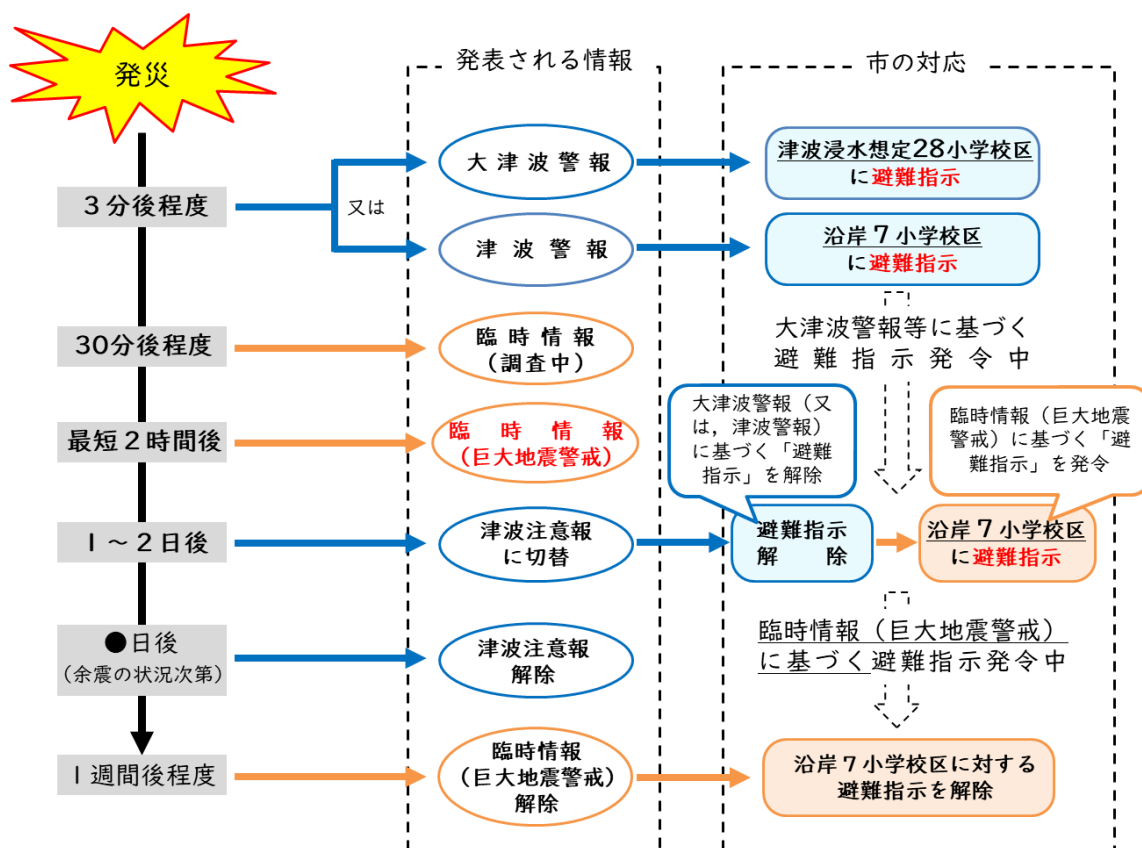 発災
発表される情報
市の対応
3分後程度
又は
大津波警報
津波浸水想定28小学校区
に避難指示
津波警報
沿岸7小学校区
に避難指示
30分後程度
臨時情報
(調査中)
大津波警報等に基づく
避難指示発令中
最短2時間後
臨時情報
(巨大地震警戒)
大津波警報（又
は，津波警報）
に基づく「避難
指示」を解除
臨時情報（巨大地震
警戒）に基づく「避
難指示」を発令
1～2日後
津波注意報
に切替
避難指示
解除
沿岸7小学校区
に避難指示
●日後
(余震の状況次第)
津波注意報
解除
臨時情報（巨大地震警戒）
に基づく避難指示発令中
1週間後程度
臨時情報
(巨大地震警戒)
解除
沿岸7小学校区に対する
避難指示を解除